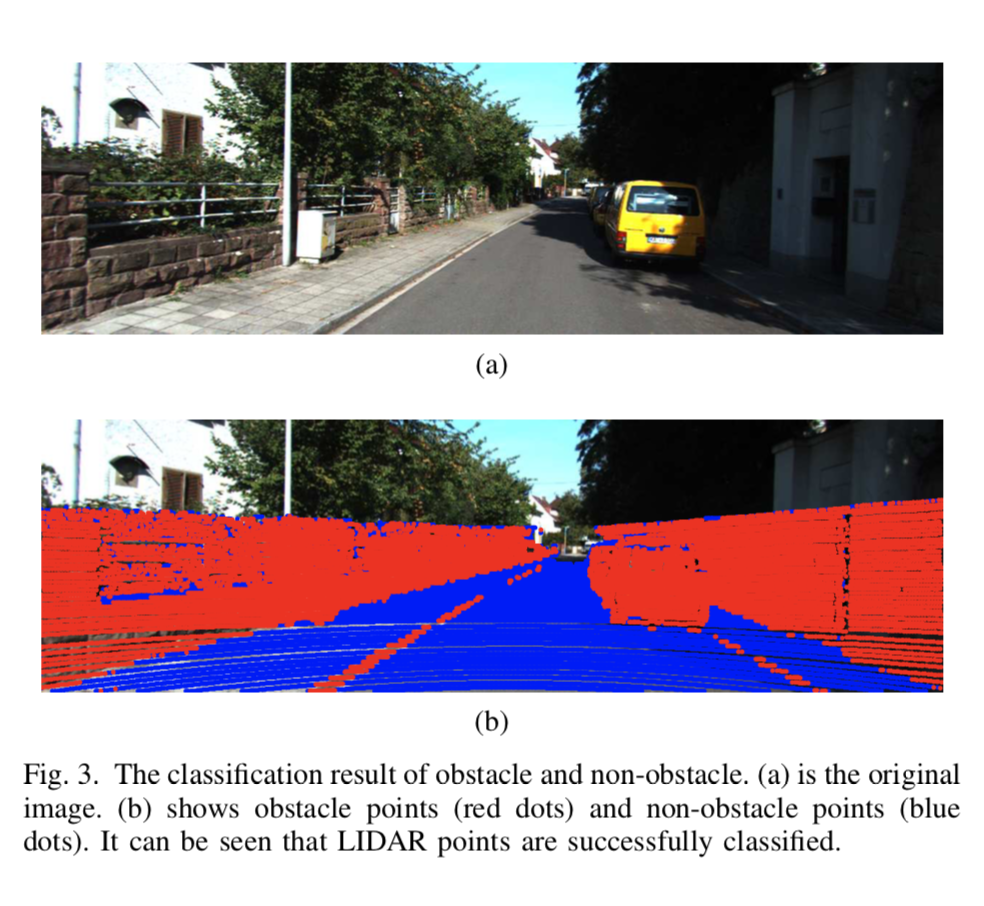 (a)
(b)
Fig. 3. The classification result of obstacle and non-obstacle. (a) is the original
image. (b) shows obstacle points (red dots) and non-obstacle points (blue
dots). It can be seen that LIDAR points are successfully classified.